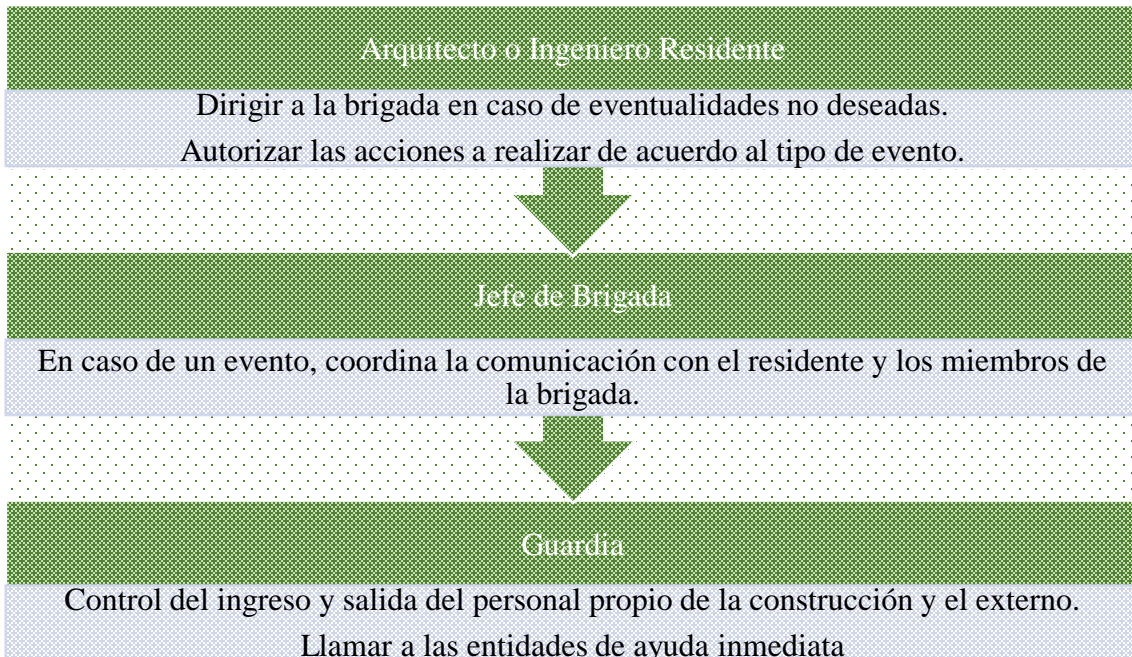 Arquitecto o Ingeniero Residente
Dirigir a la brigada en caso de eventualidades no deseadas.
Autorizar las acciones a realizar de acuerdo al tipo de evento.
Jefe de Brigada
En caso de un evento, coordina la comunicación con el residente y los miembros de
la brigada.
Guardia
Control del ingreso y salida del personal propio de la construcción y el externo.
Llamar a las entidades de ayuda inmediata